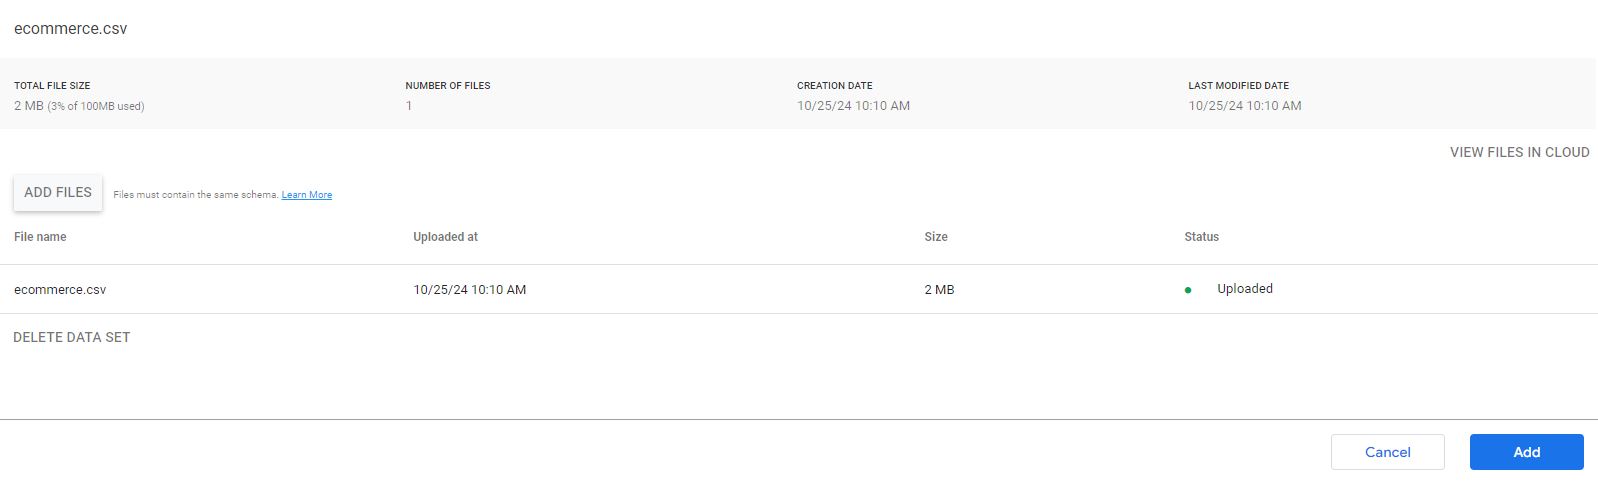 ecommerce.csv
TOTAL FILE SIZE NUMBER OF FILES CREATION DATE LAST MODIFIED DATE
2 MB (3% of 100MB used) 1 10/25/24 10:10 AM 10/25/24 10:10 AM
VIEW FILES IN CLOUD
ADD FILES Files must contain the same schema. Learn More
File name Uploaded at Size Status
ecommerce.csv 10/25/24 10:10 AM 2 MB Uploaded
DELETE DATA SET
Cancel Add